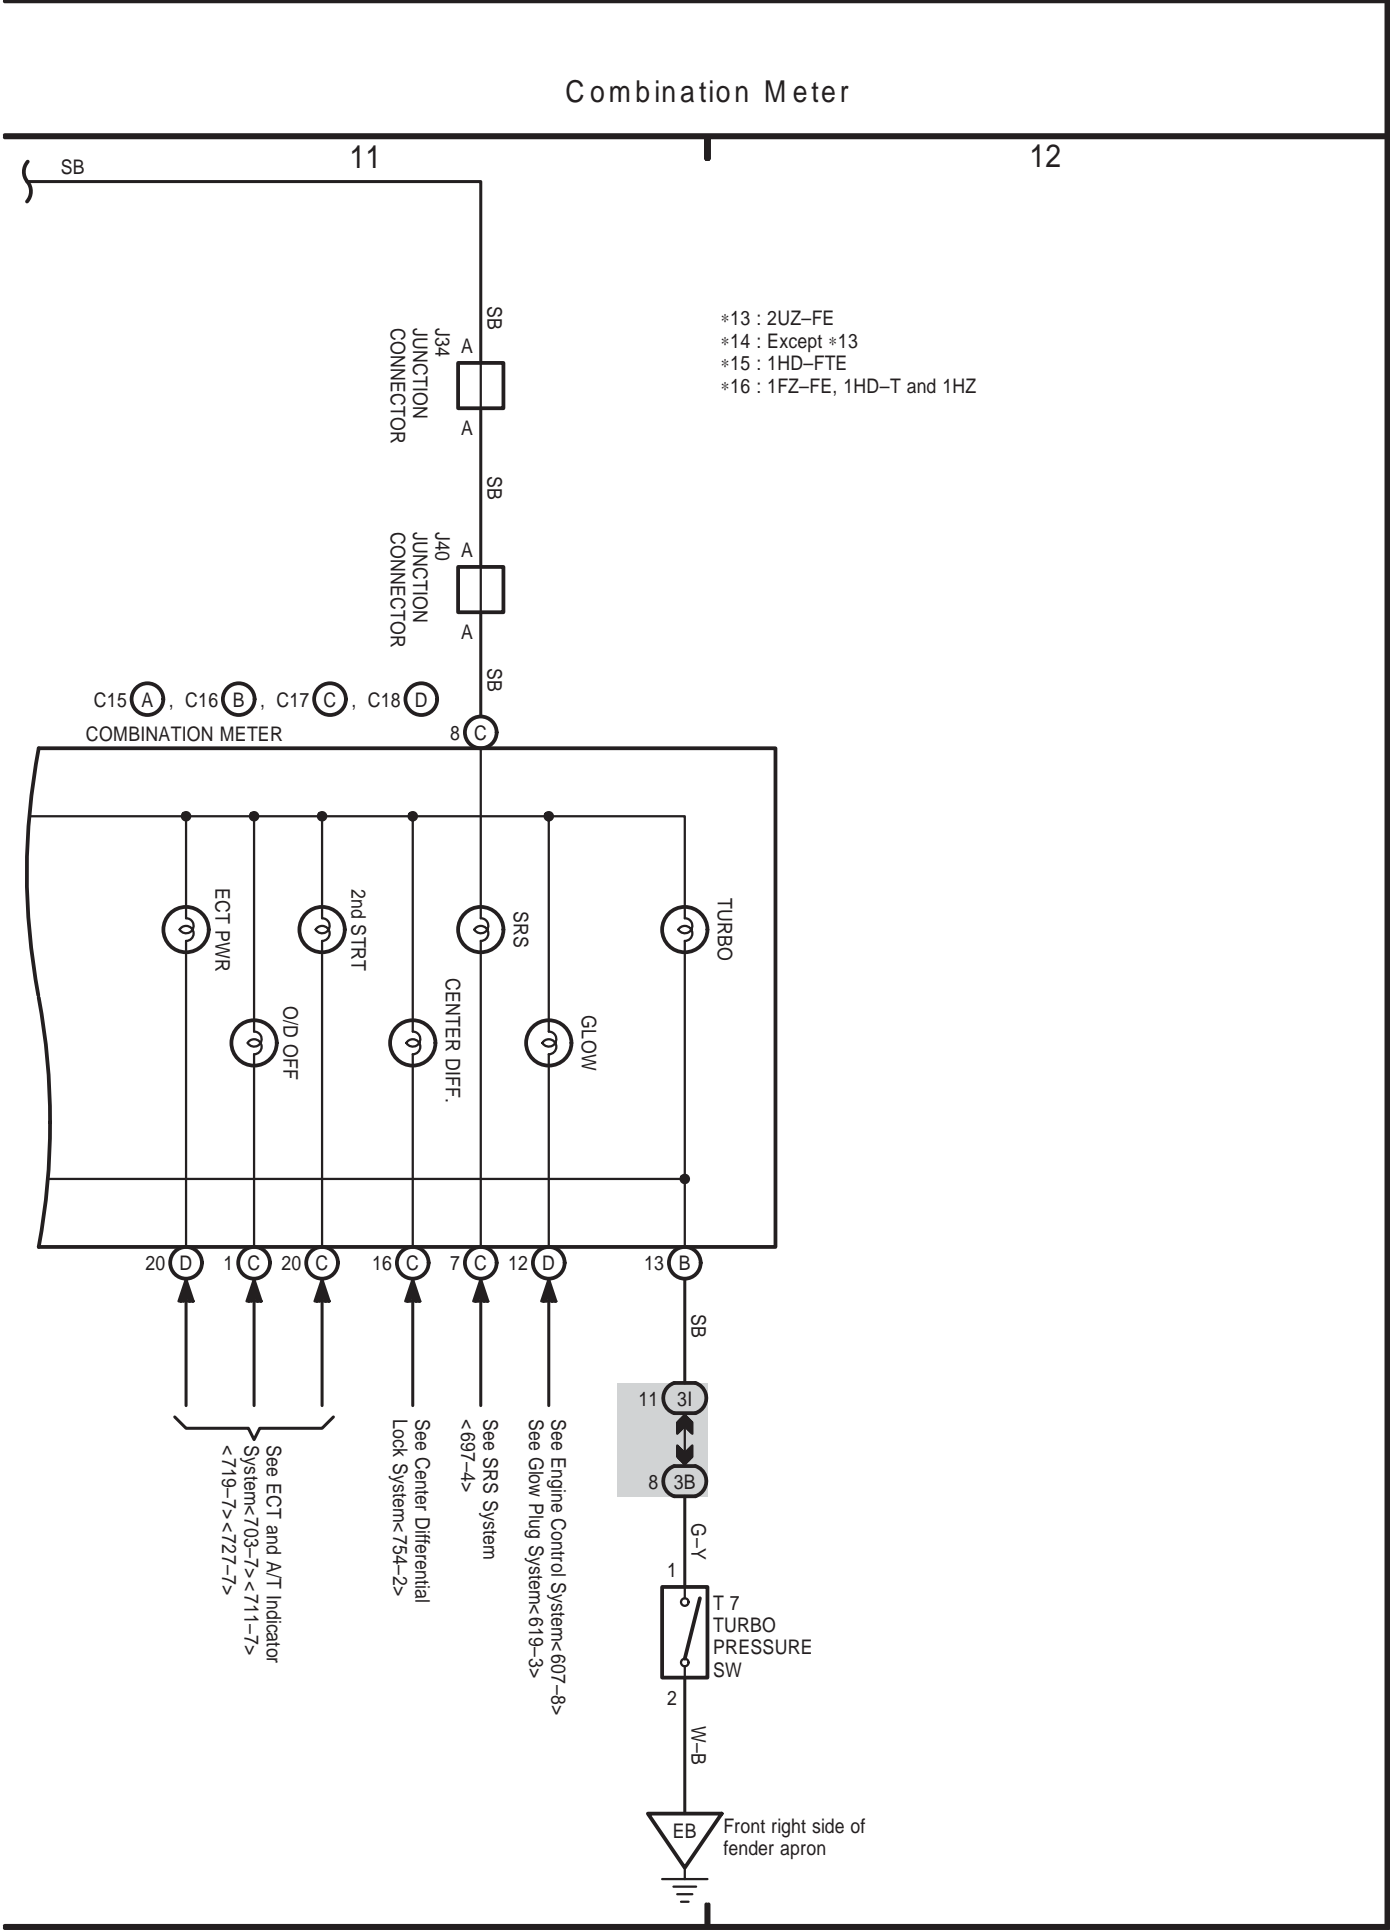 Combination Meter
11
12
SB
SB
J34
JUNCTION
CONNECTOR
A
A
∗13 : 2UZ–FE
∗14 : Except ∗13
∗15 : 1HD–FTE
∗16 : 1FZ–FE, 1HD–T and 1HZ
SB
J40
JUNCTION
CONNECTOR
A
A
SB
C15 A , C16 B , C17 C , C18 D
COMBINATION METER
8 C
ECT PWR
O/D OFF
2nd STRT
CENTER DIFF.
SRS
GLOW
TURBO
20 D
1 C
20 C
16 C
7 C
12 D
13 B
SB
11 3I
8 3B
See ECT and A/T Indicator
System<703–7><711–7>
<719–7><727–7>
See Center Differential
Lock System<754–2>
See SRS System
<697–4>
See Engine Control System<607–8>
See Glow Plug System<619–3>
G–Y
1
T 7
TURBO
PRESSURE
SW
2
W–B
EB
Front right side of
fender apron